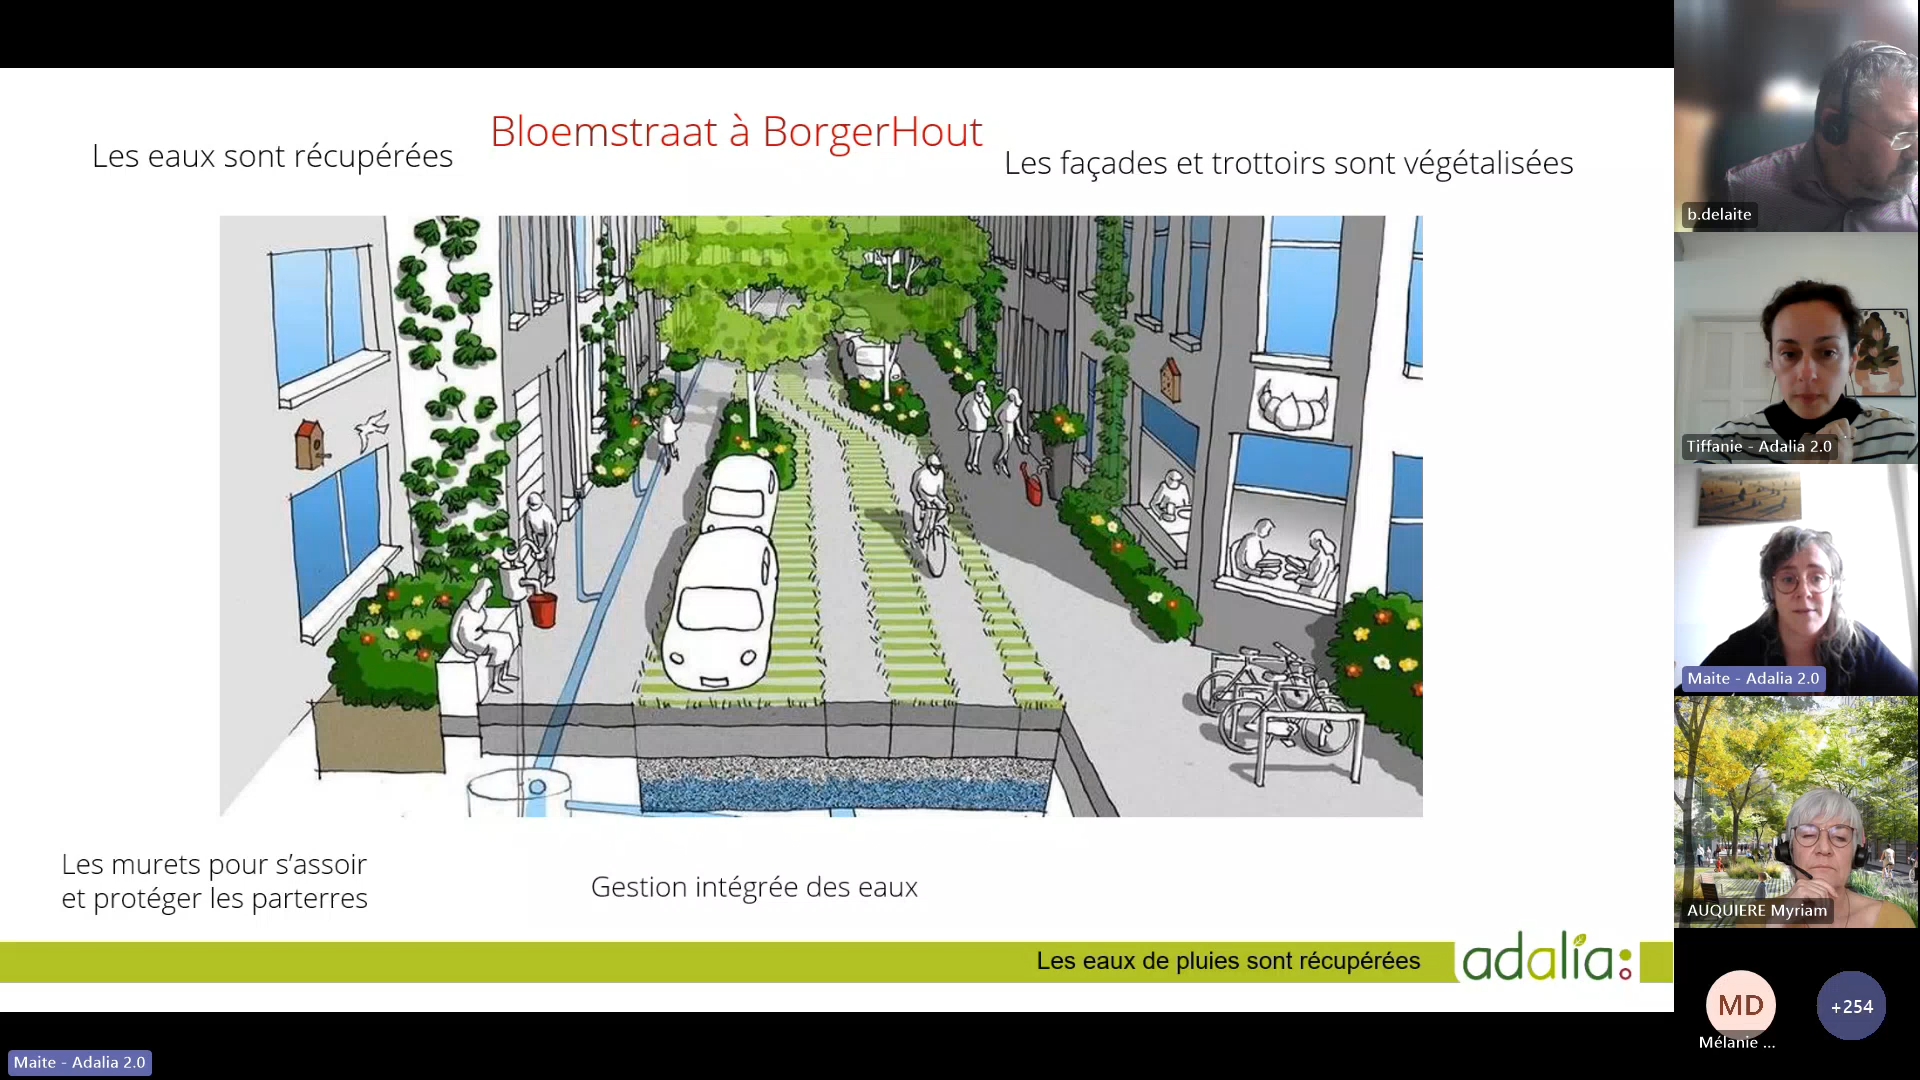 Bloemstraat à BorgerHout
Les eaux sont récupérées
Les façades et trottoirs sont végétalisées
Les murets pour s’assoir
et protéger les parterres
Gestion intégrée des eaux
Les eaux de pluies sont récupérées
adalia
b.delaite
Tiffanie - Adalia 2.0
Maite - Adalia 2.0
AUQUIERE Myriam
MD
+254
Mélanie ...
Maite - Adalia 2.0